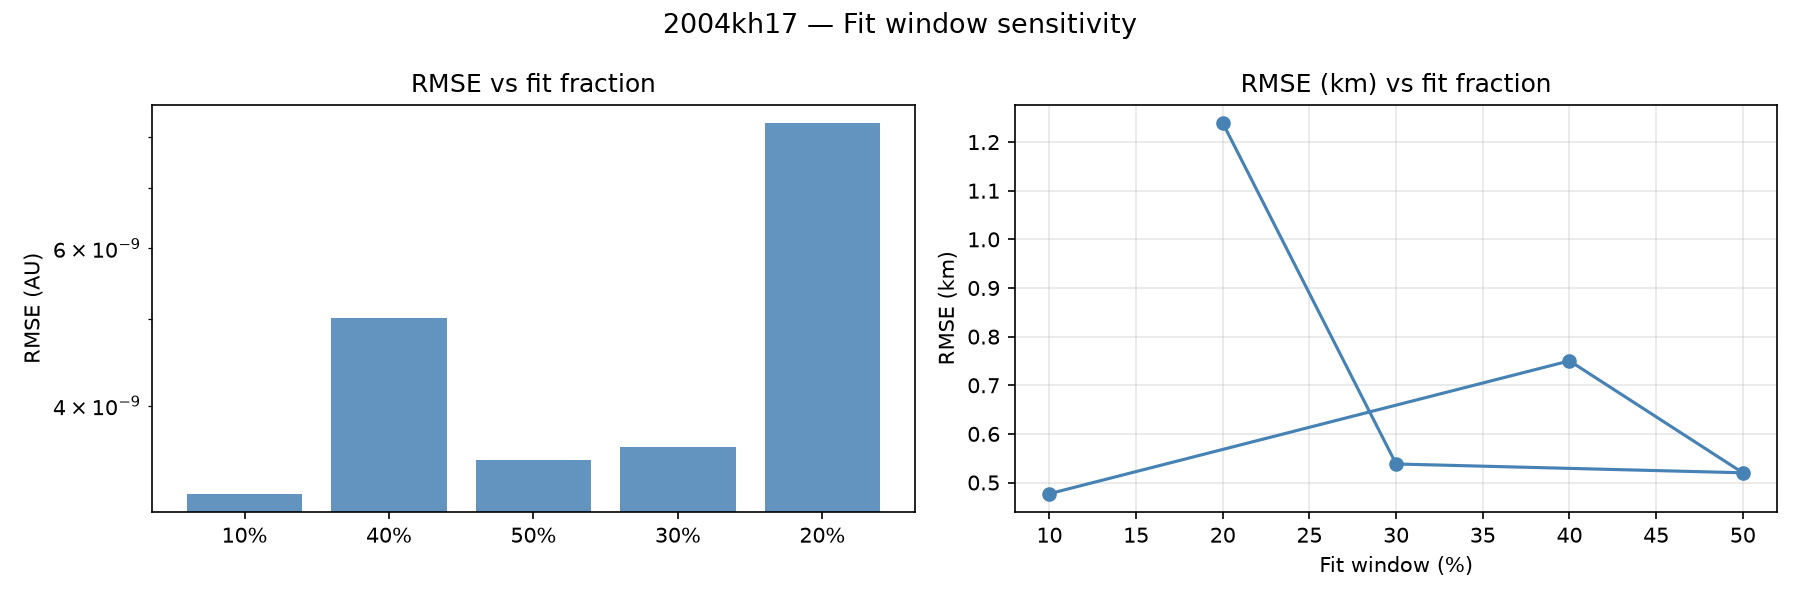 2004kh17 — Fit window sensitivity
RMSE vs fit fraction
RMSE (AU)
6 × 10⁻⁹
4 × 10⁻⁹
10% 40% 50% 30% 20%
RMSE (km) vs fit fraction
RMSE (km)
1.2
1.1
1.0
0.9
0.8
0.7
0.6
0.5
10 15 20 25 30 35 40 45 50
Fit window (%)